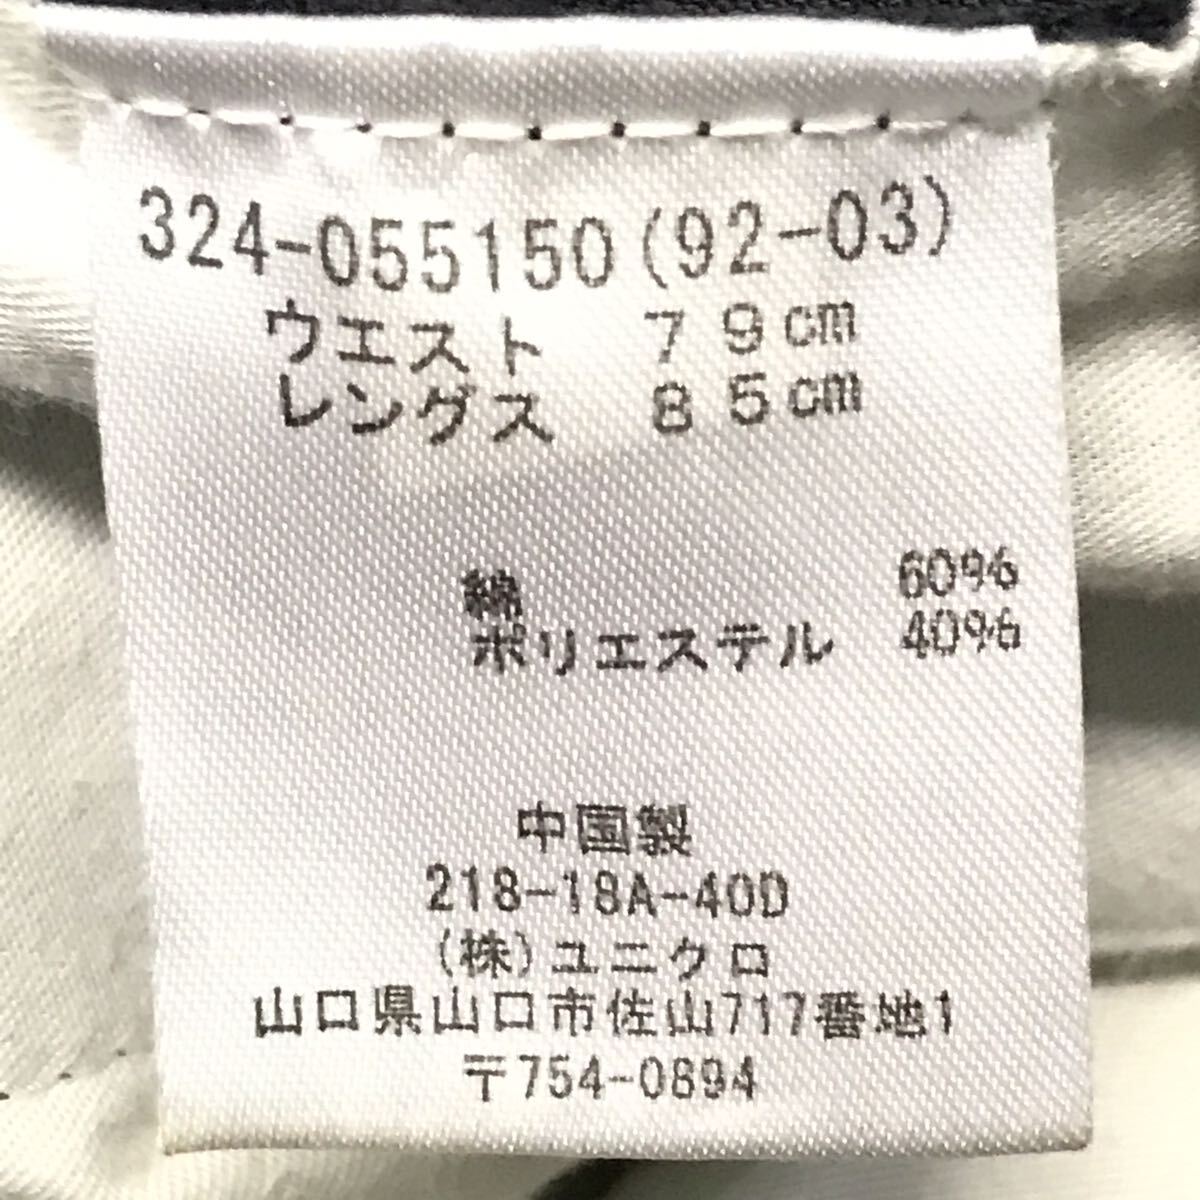 324-055150(92-03)
ウエスト 79cm
レングス 85cm
綿 60%
ポリエステル 40%
中国製
218-18A-40D
(株)ユニクロ
山口県山口市佐山717番地1
〒754-0894